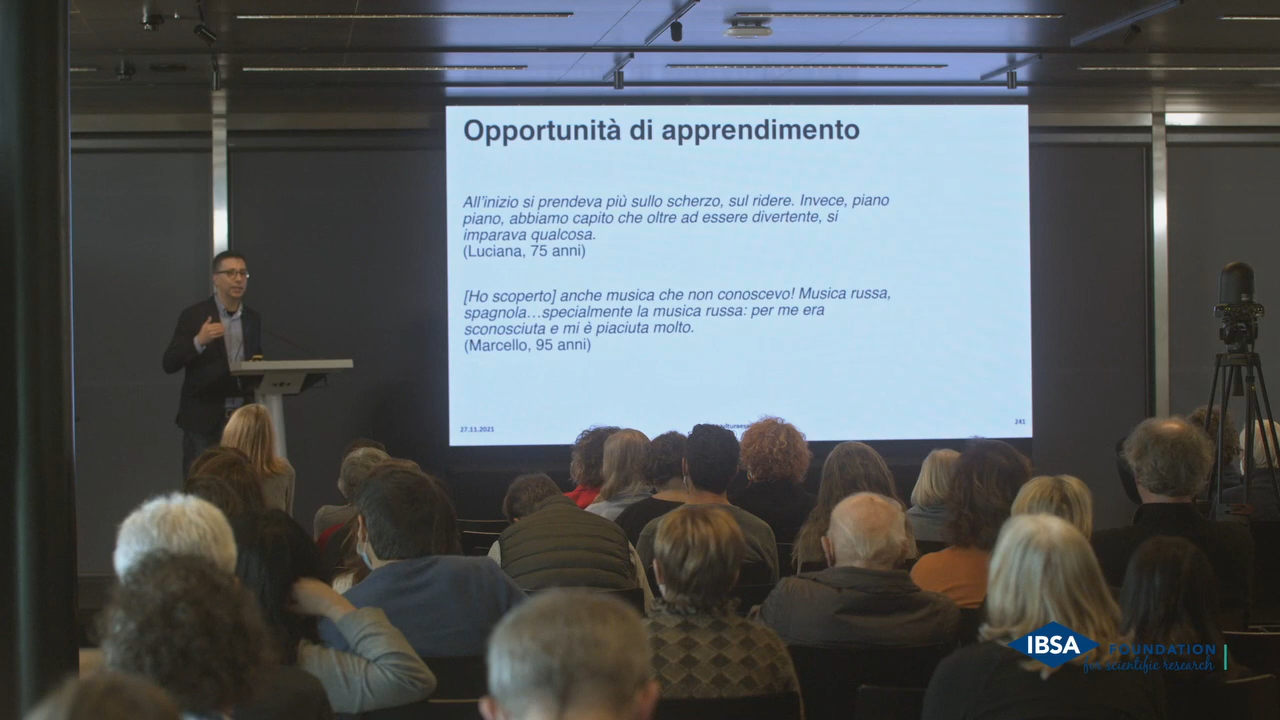 Opportunità di apprendimento
All'inizio si prendeva più sullo scherzo, sul ridere. Invece, piano
piano, abbiamo capito che oltre ad essere divertente, si
imparava qualcosa.
(Luciana, 75 anni)
[Ho scoperto] anche musica che non conoscevo! Musica russa,
spagnola…specialmente la musica russa: per me era
sconosciuta e mi è piaciuta molto.
(Marcello, 95 anni)
27.11.2021
241
IBSA FOUNDATION
for scientific research